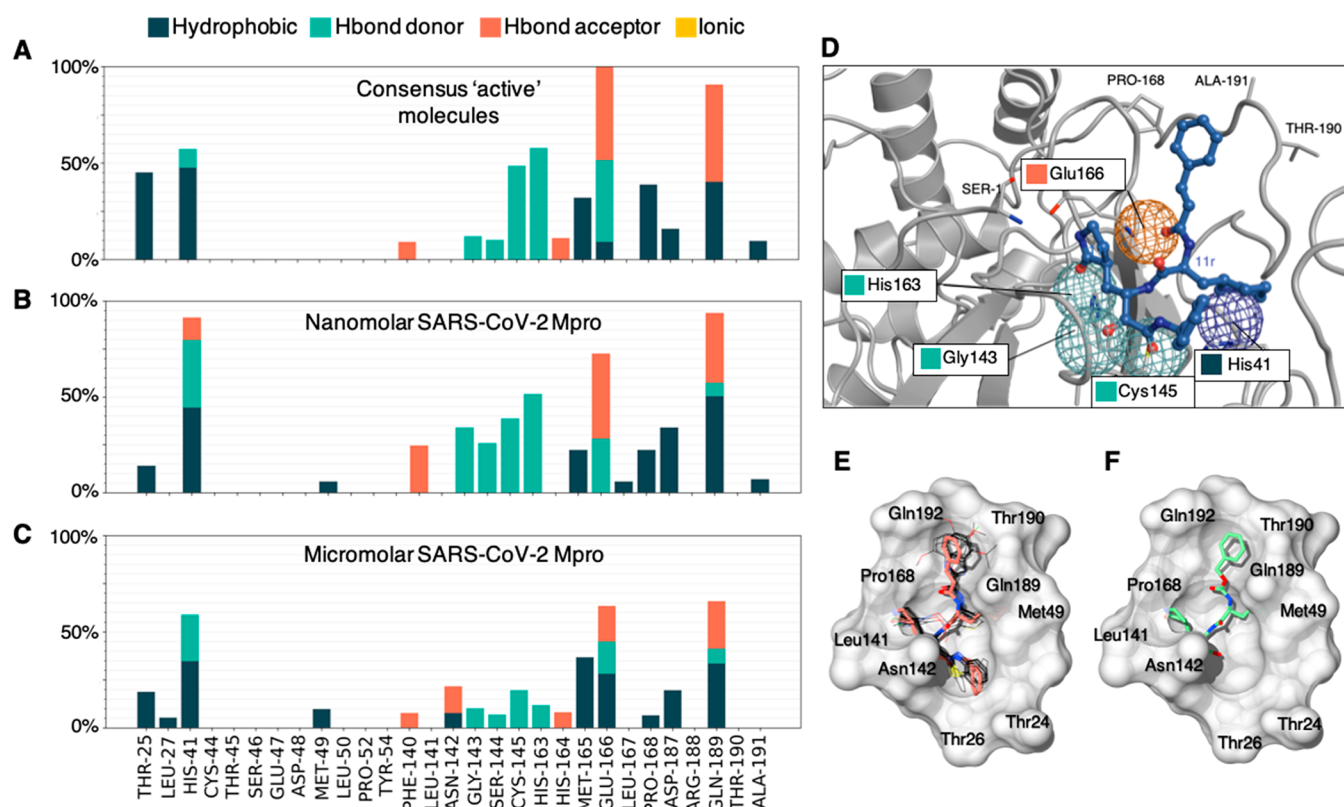 Hydrophobic Hbond donor Hbond acceptor Ionic
A
100%
50%
0%
Consensus ‘active’
molecules
B
100%
50%
0%
Nanomolar SARS-CoV-2 Mpro
C
100%
50%
0%
Micromolar SARS-CoV-2 Mpro
THR-25
LEU-27
HIS-41
CYS-44
THR-45
SER-46
GLU-47
ASP-48
MET-49
LEU-50
PRO-52
TYR-54
PHE-140
LEU-141
ASN-142
GLY-143
SER-144
CYS-145
HIS-163
HIS-164
MET-165
GLU-166
LEU-167
PRO-168
ASP-187
ARG-188
GLN-189
THR-190
ALA-191
D
PRO-168
ALA-191
THR-190
SER-1
Glu166
11r
His163
Gly143
Cys145
His41
E
Gln192
Thr190
Pro168
Gln189
Met49
Leu141
Asn142
Thr24
Thr26
F
Gln192
Thr190
Gln189
Pro168
Met49
Leu141
Asn142
Thr24
Thr26